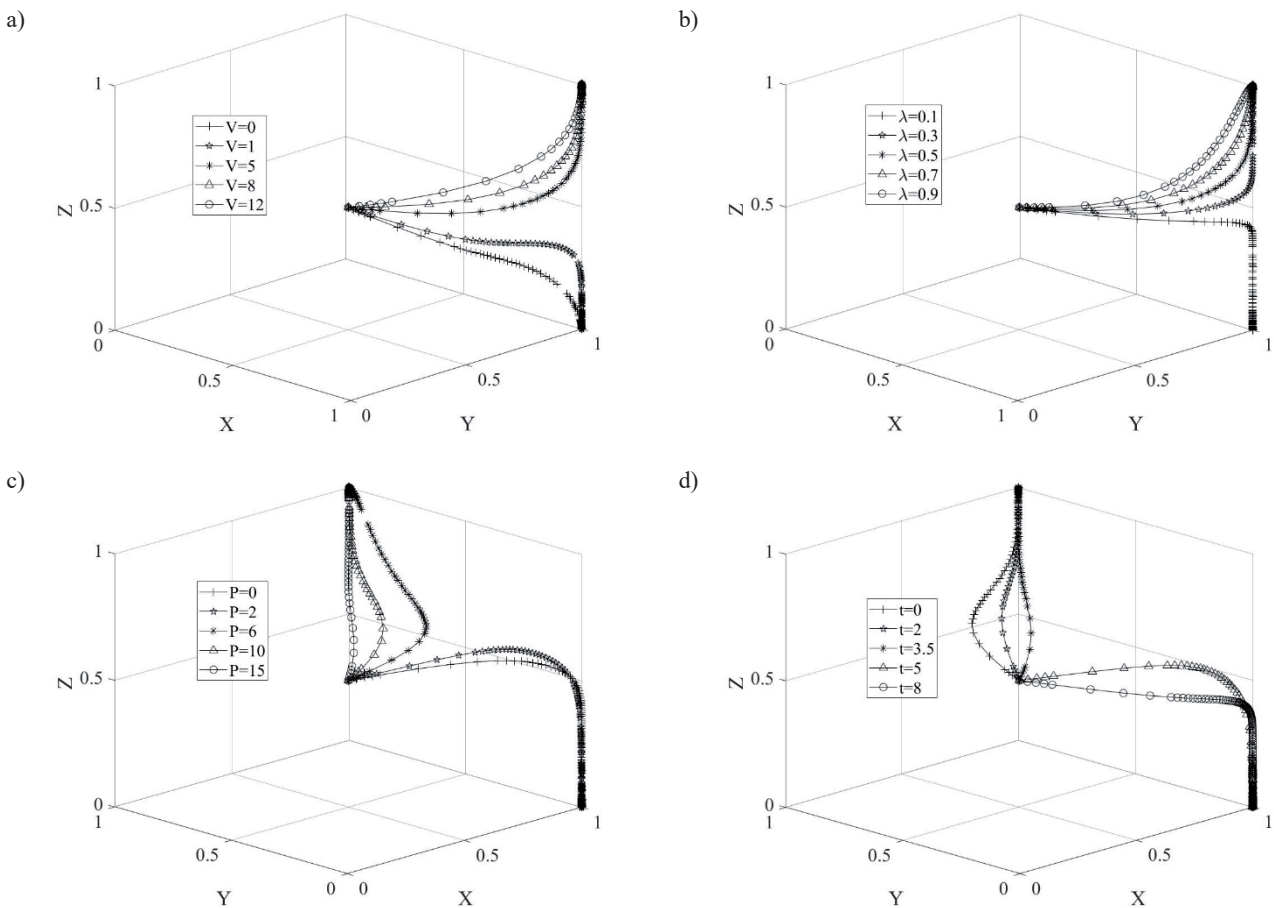 a)
1
Z
0.5
0
0
0.5
X
1
0
0.5
Y
1
V=0
V=1
V=5
V=8
V=12
b)
1
Z
0.5
0
0
0.5
X
1
0
0.5
Y
1
λ=0.1
λ=0.3
λ=0.5
λ=0.7
λ=0.9
c)
1
Z
0.5
0
1
0.5
Y
0
0
0.5
X
1
P=0
P=2
P=6
P=10
P=15
d)
1
Z
0.5
0
1
0.5
Y
0
0
0.5
X
1
t=0
t=2
t=3.5
t=5
t=8